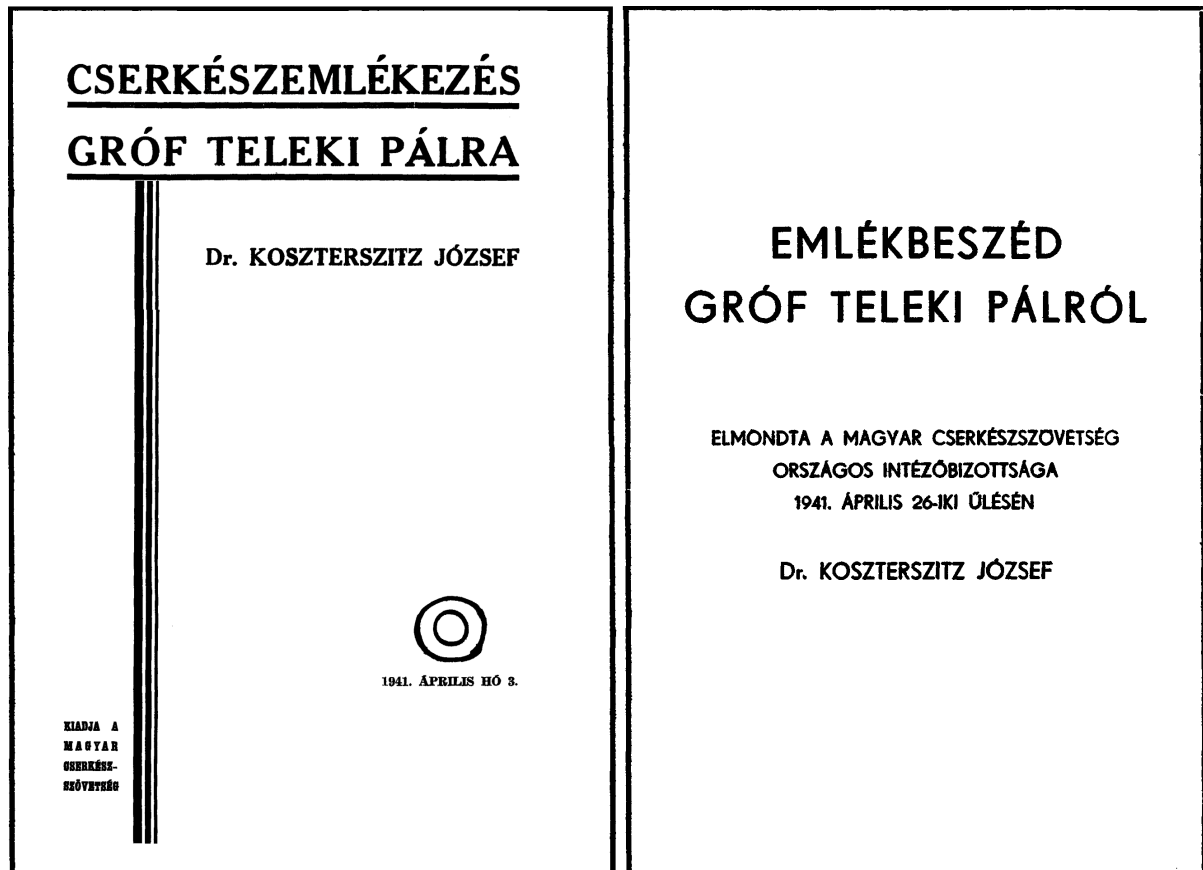 CSERKÉSZEMLÉKEZÉS
GRÓF TELEKI PÁLRA
Dr. KOSZTERSZITZ JÓZSEF
1941. ÁPRILIS HÓ 3.
KIADJA A
MAGYAR
CSERKÉSZ-
SZÖVETSÉG
EMLÉKBESZÉD
GRÓF TELEKI PÁLRÓL
ELMONDTA A MAGYAR CSERKÉSZSZÖVETSÉG
ORSZÁGOS INTÉZŐBIZOTTSÁGA
1941. ÁPRILIS 26-IKI ŰLÉSÉN
Dr. KOSZTERSZITZ JÓZSEF